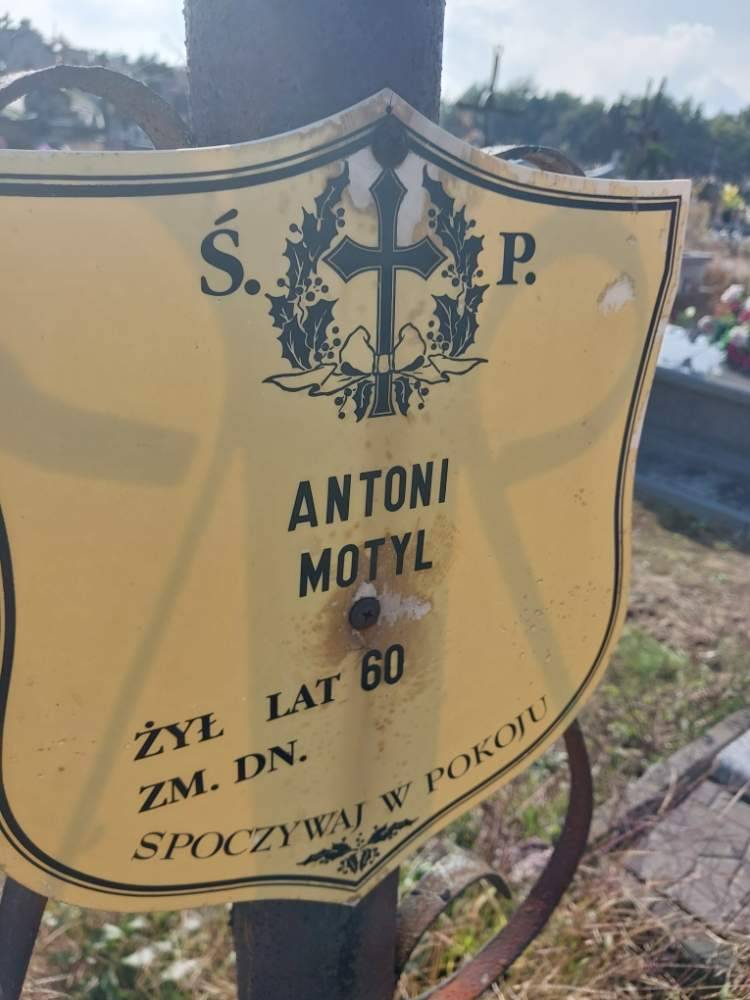 Ś. P.
ANTONI
MOTYL
ŻYŁ LAT 60
ZM. DN.
SPOCZYWAJ W POKOJU